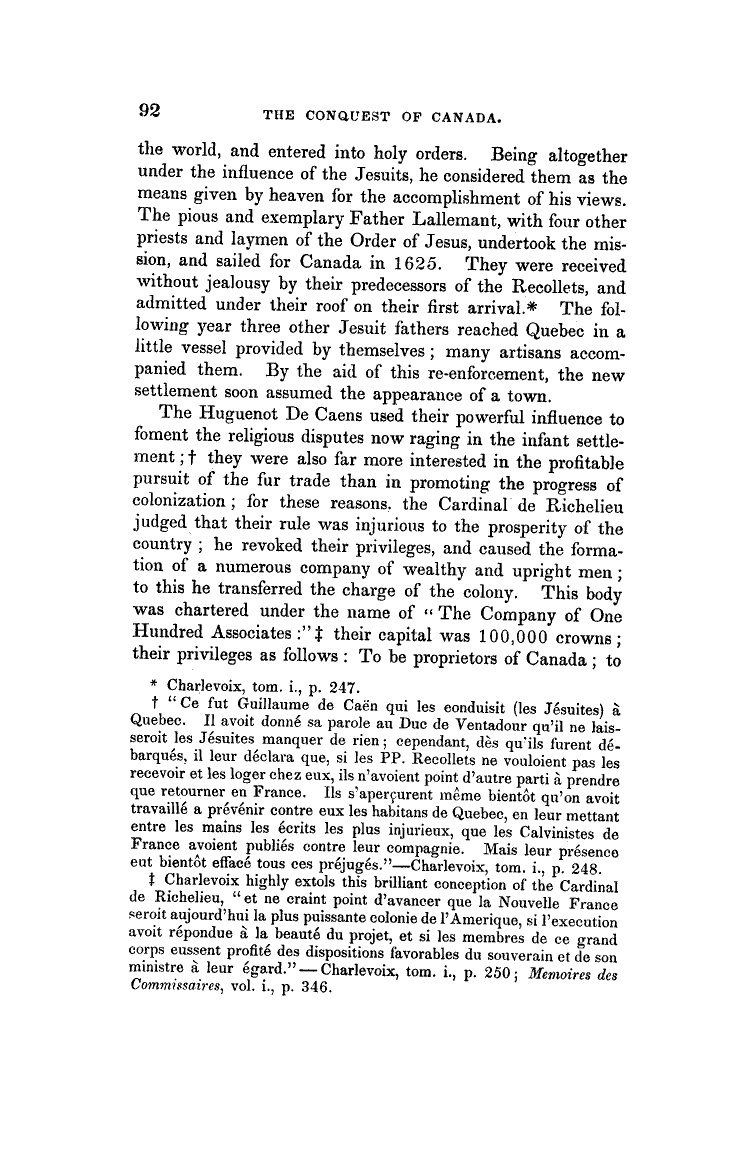 92 THE CONQUEST OF CANADA.
the world, and entered into holy orders. Being altogether
under the influence of the Jesuits, he considered them as the
means given by heaven for the accomplishment of his views.
The pious and exemplary Father Lallemant, with four other
priests and laymen of the Order of Jesus, undertook the mis-
sion, and sailed for Canada in 1625. They were received
without jealousy by their predecessors of the Recollets, and
admitted under their roof on their first arrival.* The fol-
lowing year three other Jesuit fathers reached Quebec in a
little vessel provided by themselves; many artisans accom-
panied them. By the aid of this re-enforcement, the new
settlement soon assumed the appearance of a town.
The Huguenot De Caens used their powerful influence to
foment the religious disputes now raging in the infant settle-
ment;† they were also far more interested in the profitable
pursuit of the fur trade than in promoting the progress of
colonization; for these reasons, the Cardinal de Richelieu
judged that their rule was injurious to the prosperity of the
country; he revoked their privileges, and caused the forma-
tion of a numerous company of wealthy and upright men;
to this he transferred the charge of the colony. This body
was chartered under the name of "The Company of One
Hundred Associates:"‡ their capital was 100,000 crowns;
their privileges as follows: To be proprietors of Canada; to
* Charlevoix, tom. i., p. 247.
† "Ce fut Guillaume de Caën qui les eonduisit (les Jésuites) à
Quebec. Il avoit donné sa parole au Duc de Ventadour qu'il ne lais-
seroit les Jésuites manquer de rien; cependant, dès qu'ils furent dé-
barqués, il leur déclara que, si les PP. Recollets ne vouloient pas les
recevoir et les loger chez eux, ils n'avoient point d'autre parti à prendre
que retourner en France. Ils s'aperçurent même bientôt qu'on avoit
travaillé a prévénir contre eux les habitans de Quebec, en leur mettant
entre les mains les écrits les plus injurieux, que les Calvinistes de
France avoient publiés contre leur compagnie. Mais leur présence
eut bientôt effacé tous ces préjugés."—Charlevoix, tom. i., p. 248.
‡ Charlevoix highly extols this brilliant conception of the Cardinal
de Richelieu, "et ne craint point d'avancer que la Nouvelle France
seroit aujourd'hui la plus puissante colonie de l'Amerique, si l'execution
avoit répondue à la beauté du projet, et si les membres de ce grand
corps eussent profité des dispositions favorables du souverain et de son
ministre à leur égard."—Charlevoix, tom. i., p. 250; Memoires des
Commissaires, vol. i., p. 346.